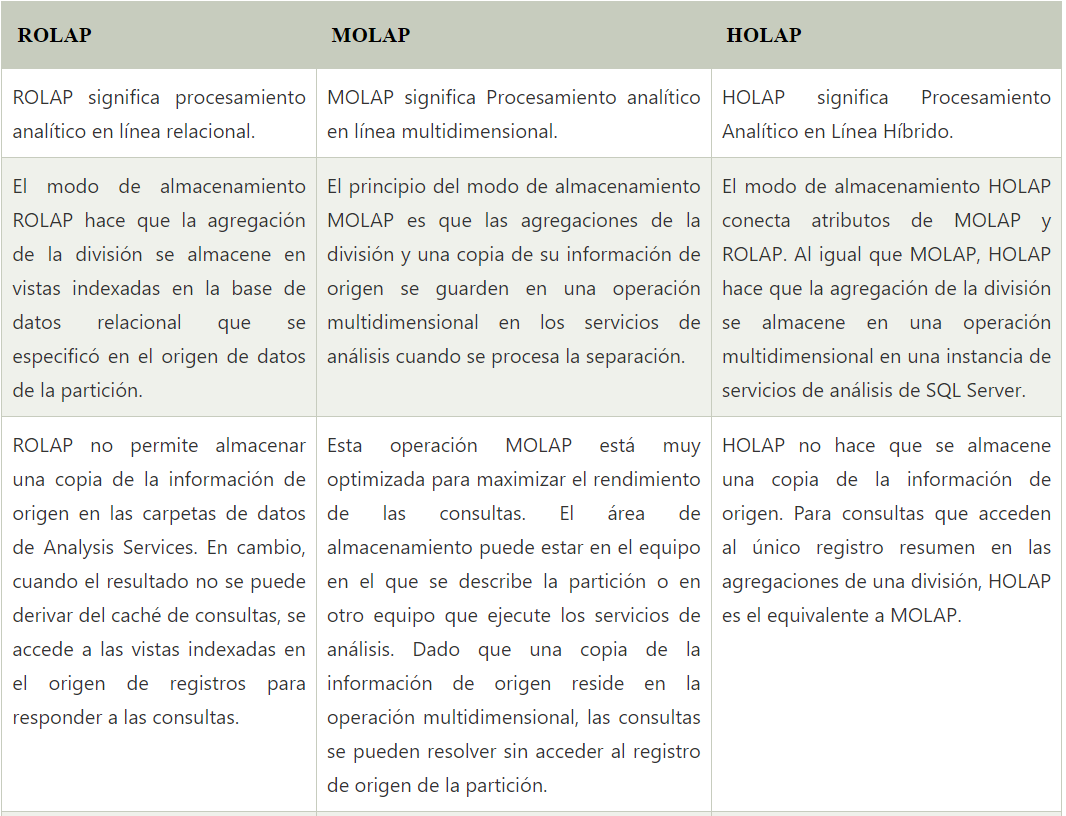 ROLAP
MOLAP
HOLAP
ROLAP significa procesamiento
analítico en línea relacional.
MOLAP significa Procesamiento analítico
en línea multidimensional.
HOLAP significa Procesamiento
Analítico en Línea Híbrido.
El modo de almacenamiento
ROLAP hace que la agregación
de la división se almacene en
vistas indexadas en la base de
datos relacional que se
especificó en el origen de datos
de la partición.
El principio del modo de almacenamiento
MOLAP es que las agregaciones de la
división y una copia de su información de
origen se guarden en una operación
multidimensional en los servicios de
análisis cuando se procesa la separación.
El modo de almacenamiento HOLAP
conecta atributos de MOLAP y
ROLAP. Al igual que MOLAP, HOLAP
hace que la agregación de la división
se almacene en una operación
multidimensional en una instancia de
servicios de análisis de SQL Server.
ROLAP no permite almacenar
una copia de la información de
origen en las carpetas de datos
de Analysis Services. En cambio,
cuando el resultado no se puede
derivar del caché de consultas, se
accede a las vistas indexadas en
el origen de registros para
responder a las consultas.
Esta operación MOLAP está muy
optimizada para maximizar el rendimiento
de las consultas. El área de
almacenamiento puede estar en el equipo
en el que se describe la partición o en
otro equipo que ejecute los servicios de
análisis. Dado que una copia de la
información de origen reside en la
operación multidimensional, las consultas
se pueden resolver sin acceder al registro
de origen de la partición.
HOLAP no hace que se almacene
una copia de la información de
origen. Para consultas que acceden
al único registro resumen en las
agregaciones de una división, HOLAP
es el equivalente a MOLAP.